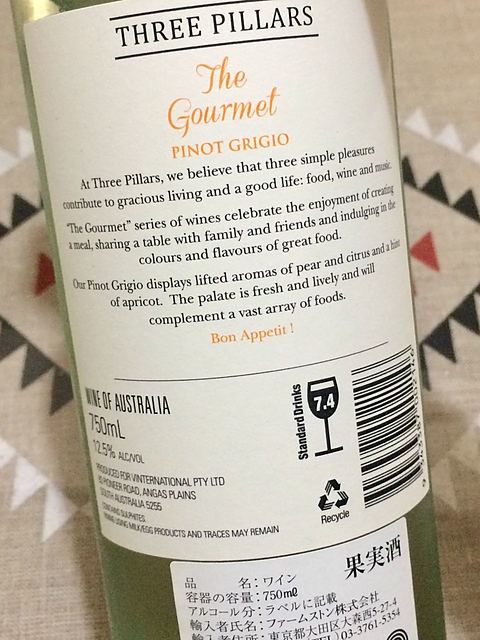 THREE PILLARS
The
Gourmet
PINOT GRIGIO
At Three Pillars, we believe that three simple pleasures
contribute to gracious living and a good life: food, wine and music.
"The Gourmet" series of wines celebrate the enjoyment of creating
a meal, sharing a table with family and friends and indulging in the
colours and flavours of great food.
Our Pinot Grigio displays lifted aromas of pear and citrus and a hint
of apricot. The palate is fresh and lively and will
complement a vast array of foods.
Bon Appetit !
WINE OF AUSTRALIA
750mL
12.5% ALC/VOL
PRODUCED FOR VINTERNATIONAL PTY LTD
PIONEER ROAD, ANGAS PLAINS
SOUTH AUSTRALIA 5255
CONTAINS SULPHITES.
USING MILK/EGG PRODUCTS AND TRACES MAY REMAIN
Standard Drinks
7.4
Recycle
果実酒
品 名：ワイン
容器の容量：750mℓ
アルコール分：ラベルに記載
輸入者氏名：ファームストン株式会社
輸入者住所：東京都大田区大森西5-27-4
TEL 03-3761-5354